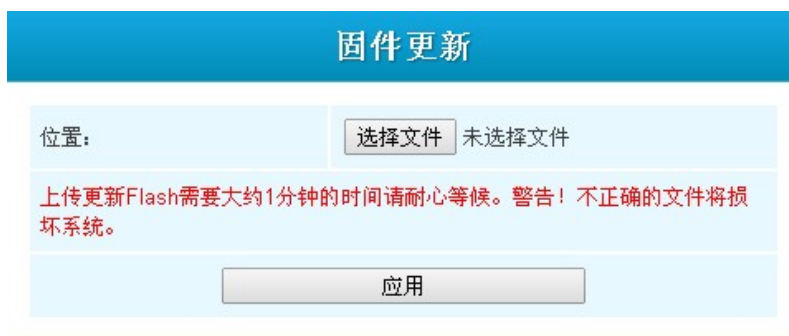 固件更新
位置：
选择文件 未选择文件
上传更新Flash需要大约1分钟的时间请耐心等候。警告！不正确的文件将损
坏系统。
应用